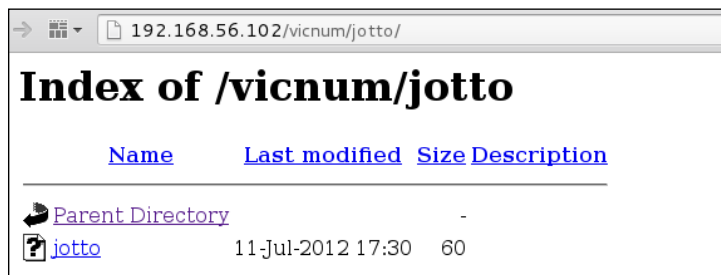 192.168.56.102/vicnum/jotto/
Index of /vicnum/jotto
Name Last modified Size Description
Parent Directory -
jotto 11-Jul-2012 17:30 60